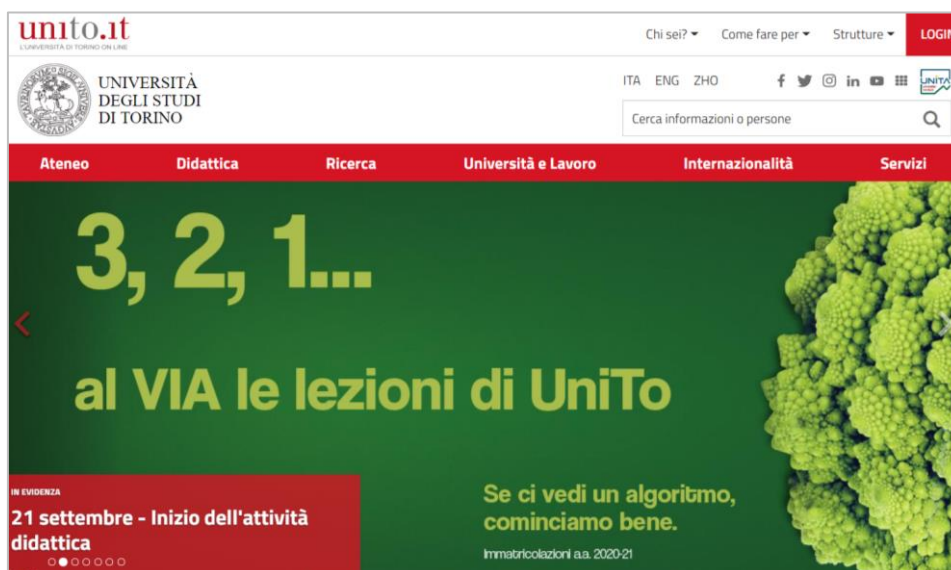 unito.it
L'UNIVERSITÀ DI TORINO ON LINE
Chi sei? Come fare per Strutture LOGIN
UNIVERSITÀ
DEGLI STUDI
DI TORINO
ITA ENG ZHO
UNITA
Cerca informazioni o persone
Ateneo Didattica Ricerca Università e Lavoro Internazionalità Servizi
3, 2, 1...
al VIA le lezioni di UniTo
IN EVIDENZA
21 settembre - Inizio dell'attività
didattica
Se ci vedi un algoritmo,
cominciamo bene.
Immatricolazioni a.a. 2020-21